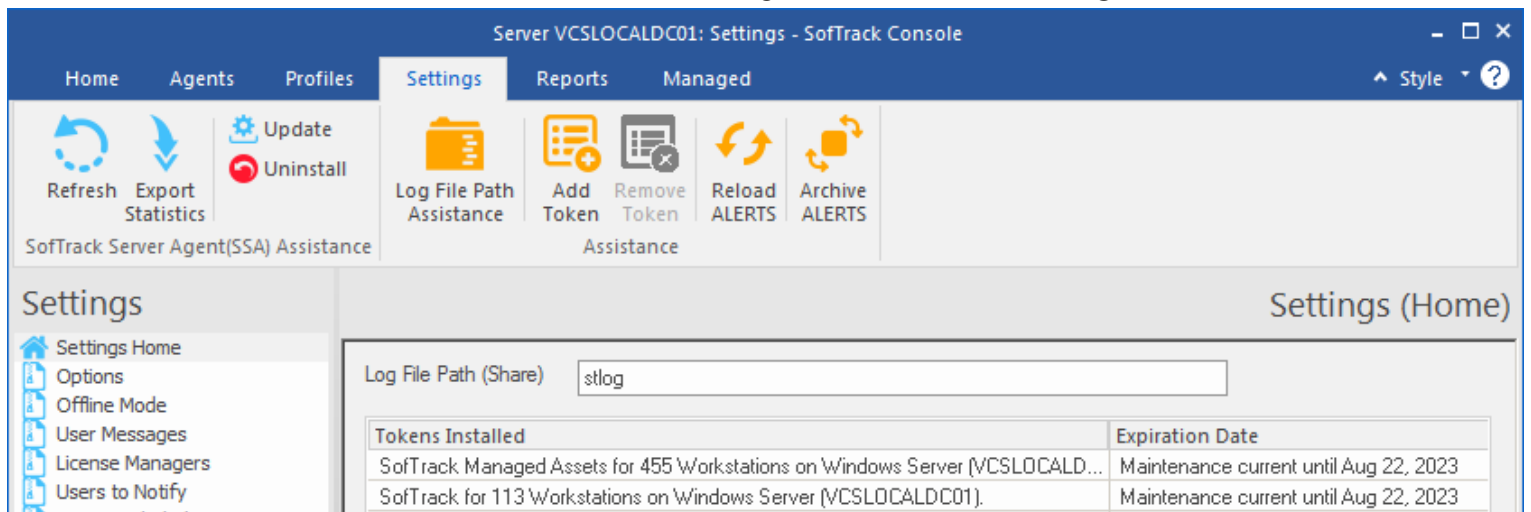 Server VCSLOCALDC01: Settings - SofTrack Console
Home Agents Profiles Settings Reports Managed Style ?
Update
Uninstall
Refresh Export Statistics
Log File Path Assistance
Add Token
Remove Token
Reload ALERTS
Archive ALERTS
SofTrack Server Agent(SSA) Assistance
Assistance
Settings
Settings (Home)
Settings Home
Options
Offline Mode
User Messages
License Managers
Users to Notify
Log File Path (Share) stlog
Tokens Installed Expiration Date
SofTrack Managed Assets for 455 Workstations on Windows Server (VCSLOCALD... Maintenance current until Aug 22, 2023
SofTrack for 113 Workstations on Windows Server (VCSLOCALDC01). Maintenance current until Aug 22, 2023